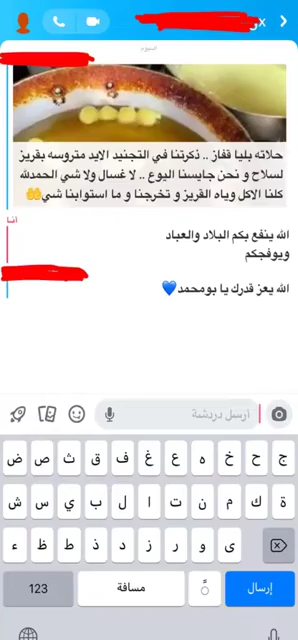 اليوم
حلاته بليا قفاز .. ذكرتنا في التجنيد الايد متروسه بقريز
لسلاح و نحن جايسنا اليوع .. لا غسال ولا شي الحمدلله
كلنا الاكل وياه القريز و تخرجنا و ما استوابنا شي🤲
أنا
الله ينفع بكم البلاد والعباد
ويوفجكم
الله يعز قدرك يا بومحمد💙
أرسل دردشة
ض ص ث ق ف غ ع ه خ ح ج
ش س ي ب ل ا ت ن م ك ة
ء ظ ط ذ د ز ر و ى
123 مسافة إرسال